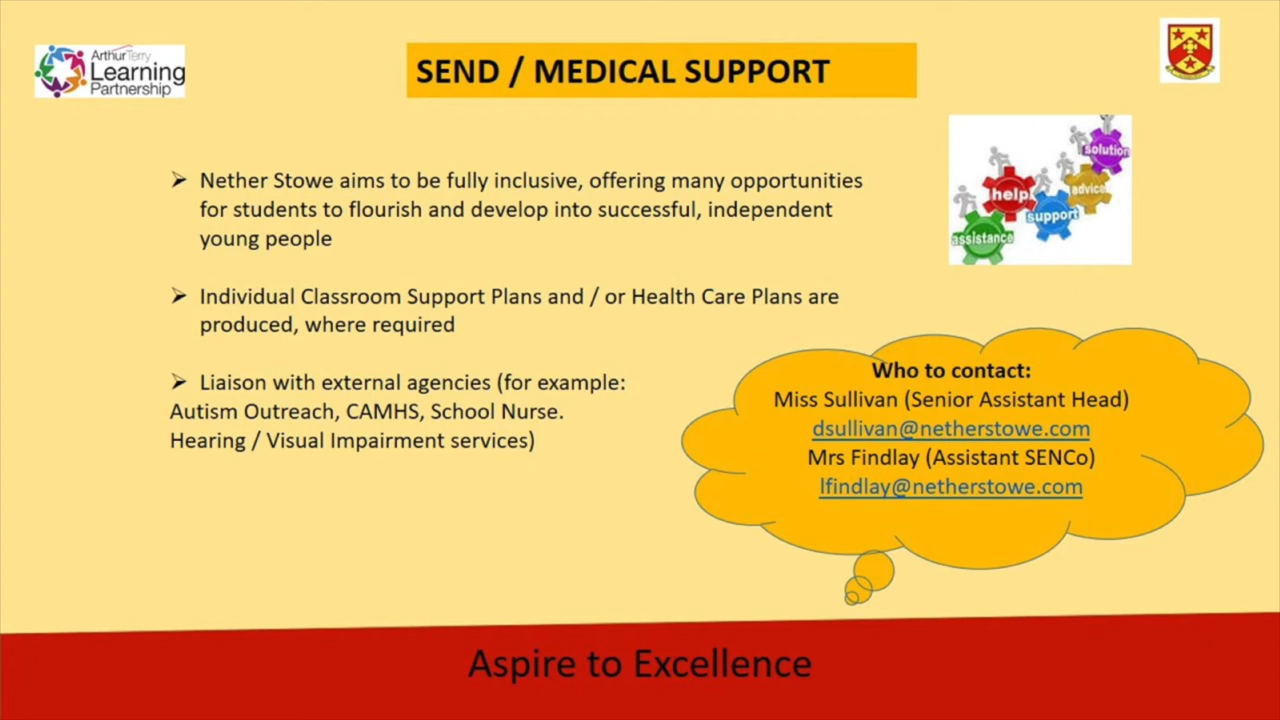 ArthurTerry
Learning
Partnership
SEND / MEDICAL SUPPORT
solution
help
advice
support
assistance
➢ Nether Stowe aims to be fully inclusive, offering many opportunities
for students to flourish and develop into successful, independent
young people
➢ Individual Classroom Support Plans and / or Health Care Plans are
produced, where required
➢ Liaison with external agencies (for example:
Autism Outreach, CAMHS, School Nurse.
Hearing / Visual Impairment services)
Who to contact:
Miss Sullivan (Senior Assistant Head)
dsullivan@netherstowe.com
Mrs Findlay (Assistant SENCo)
lfindlay@netherstowe.com
Aspire to Excellence